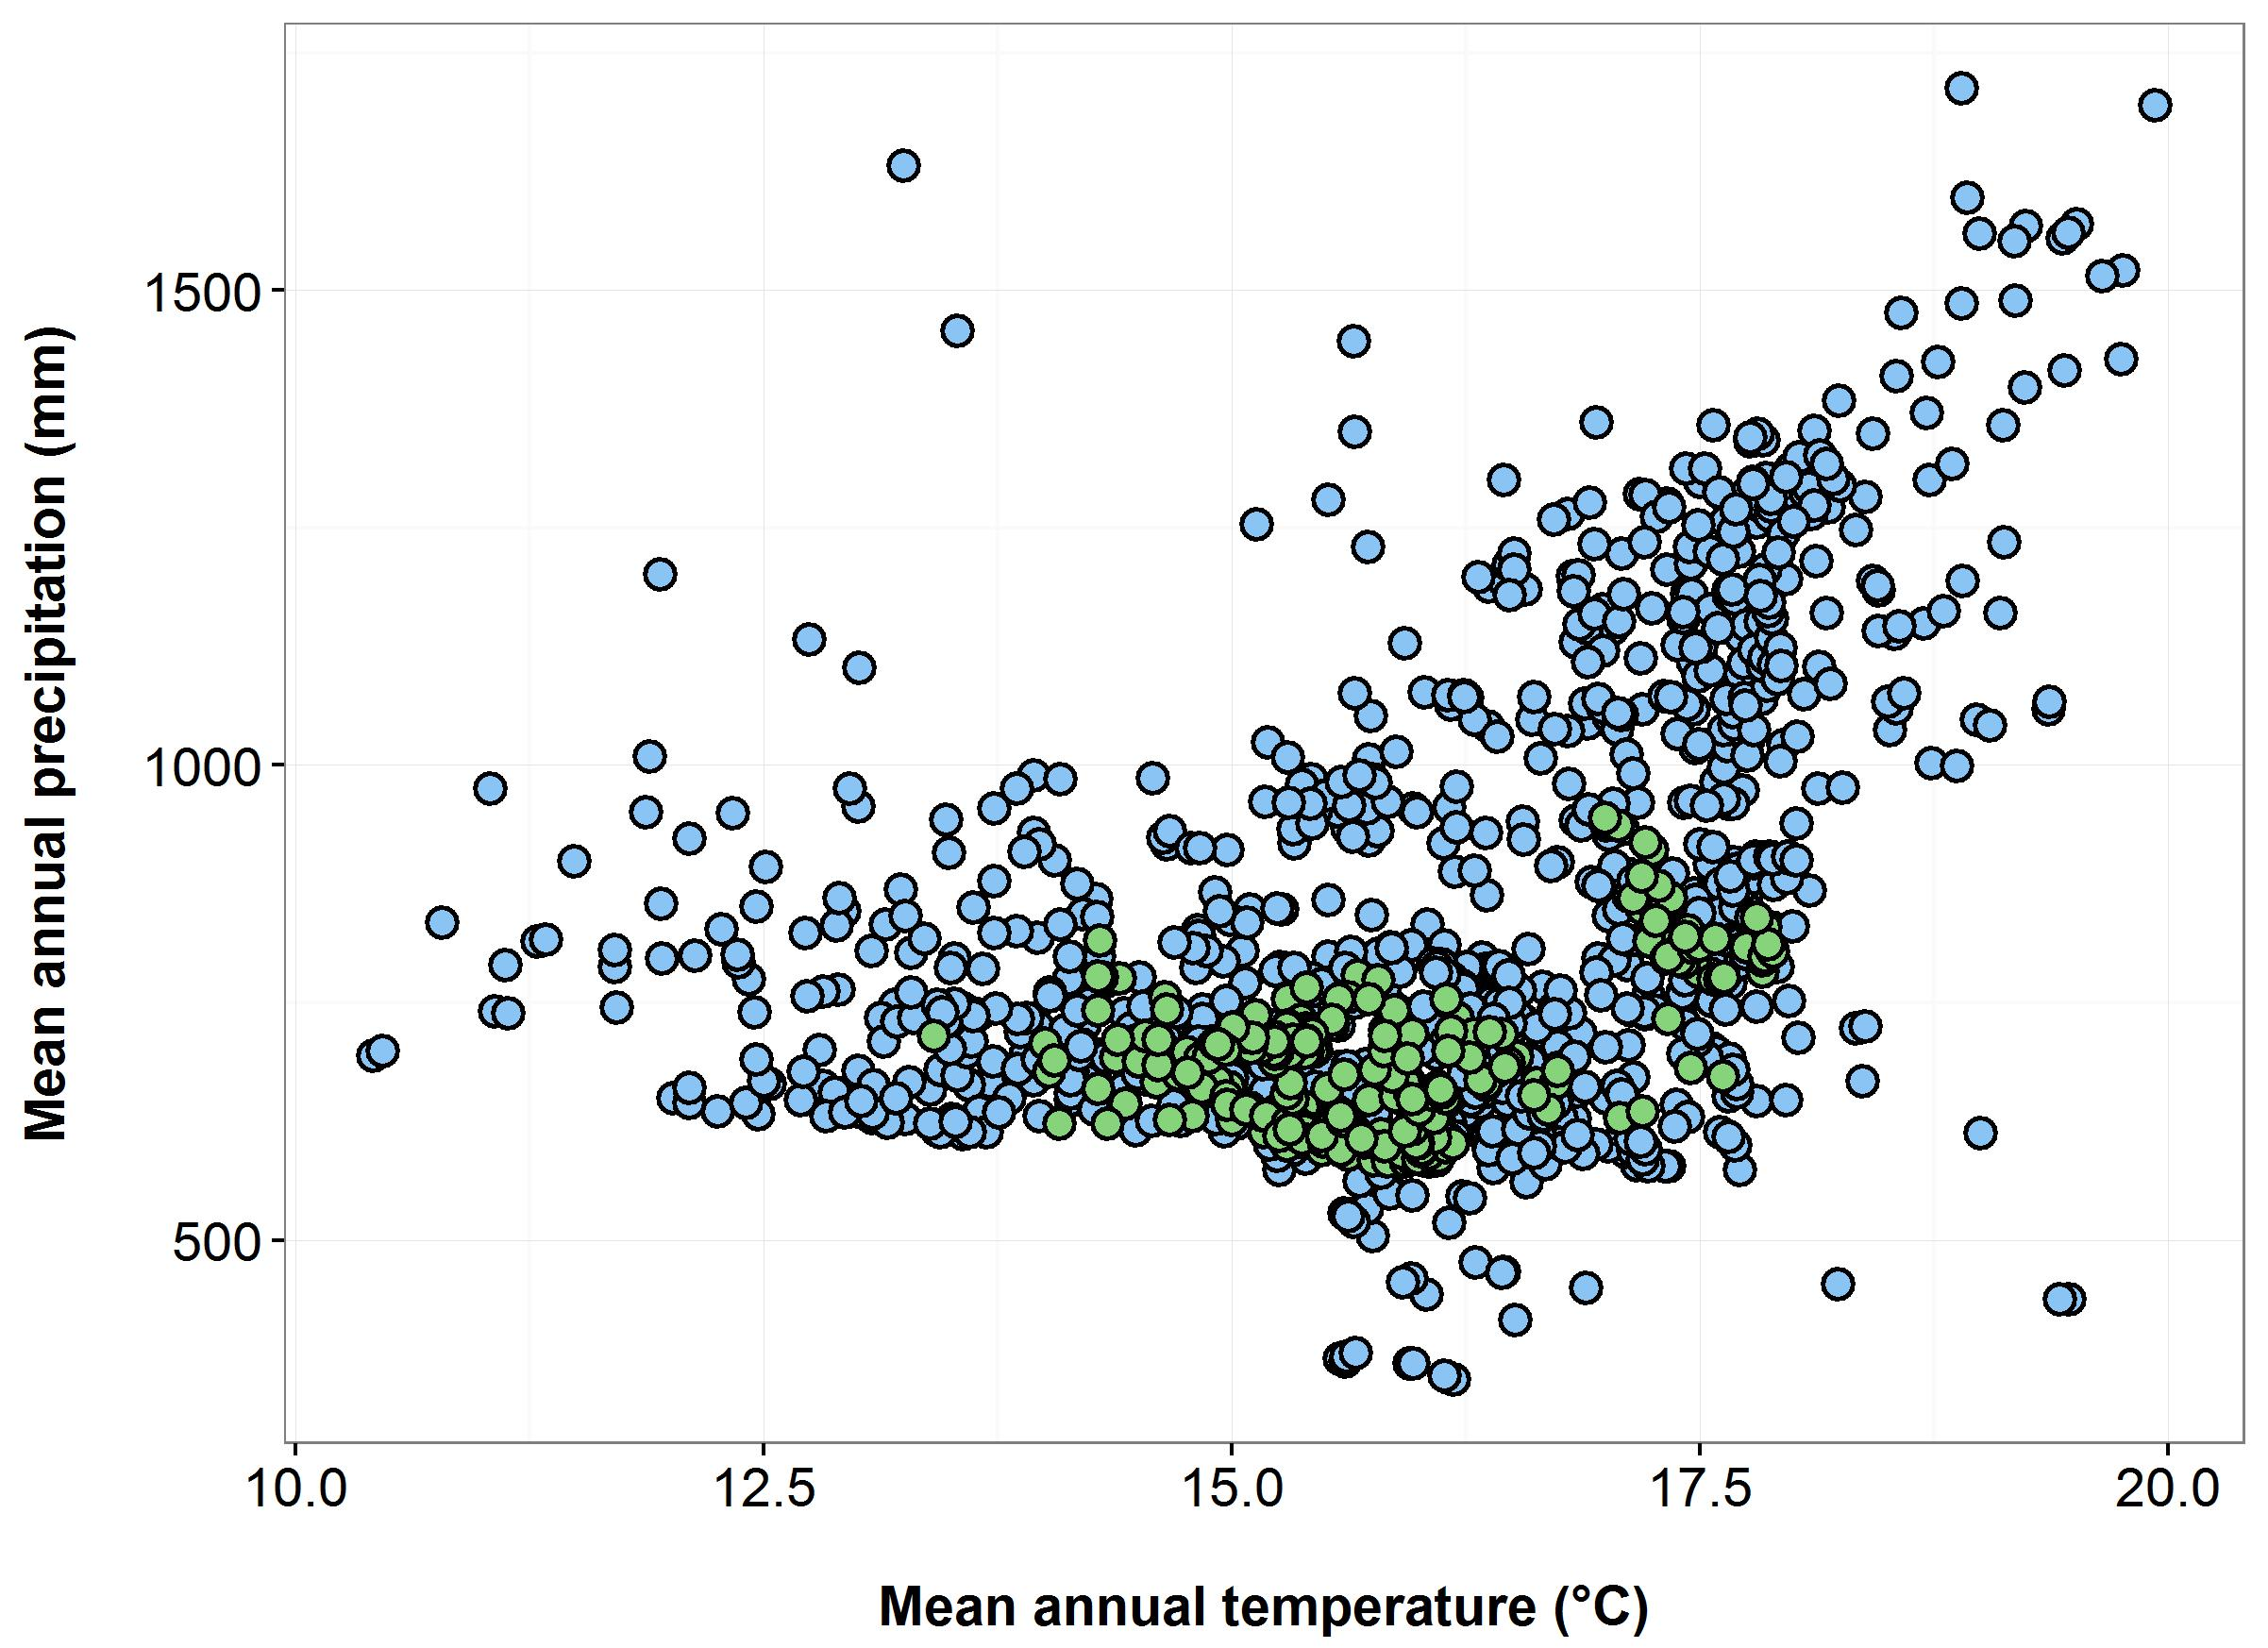 Mean annual precipitation (mm)
1500
1000
500
10.0 12.5 15.0 17.5 20.0
Mean annual temperature (°C)